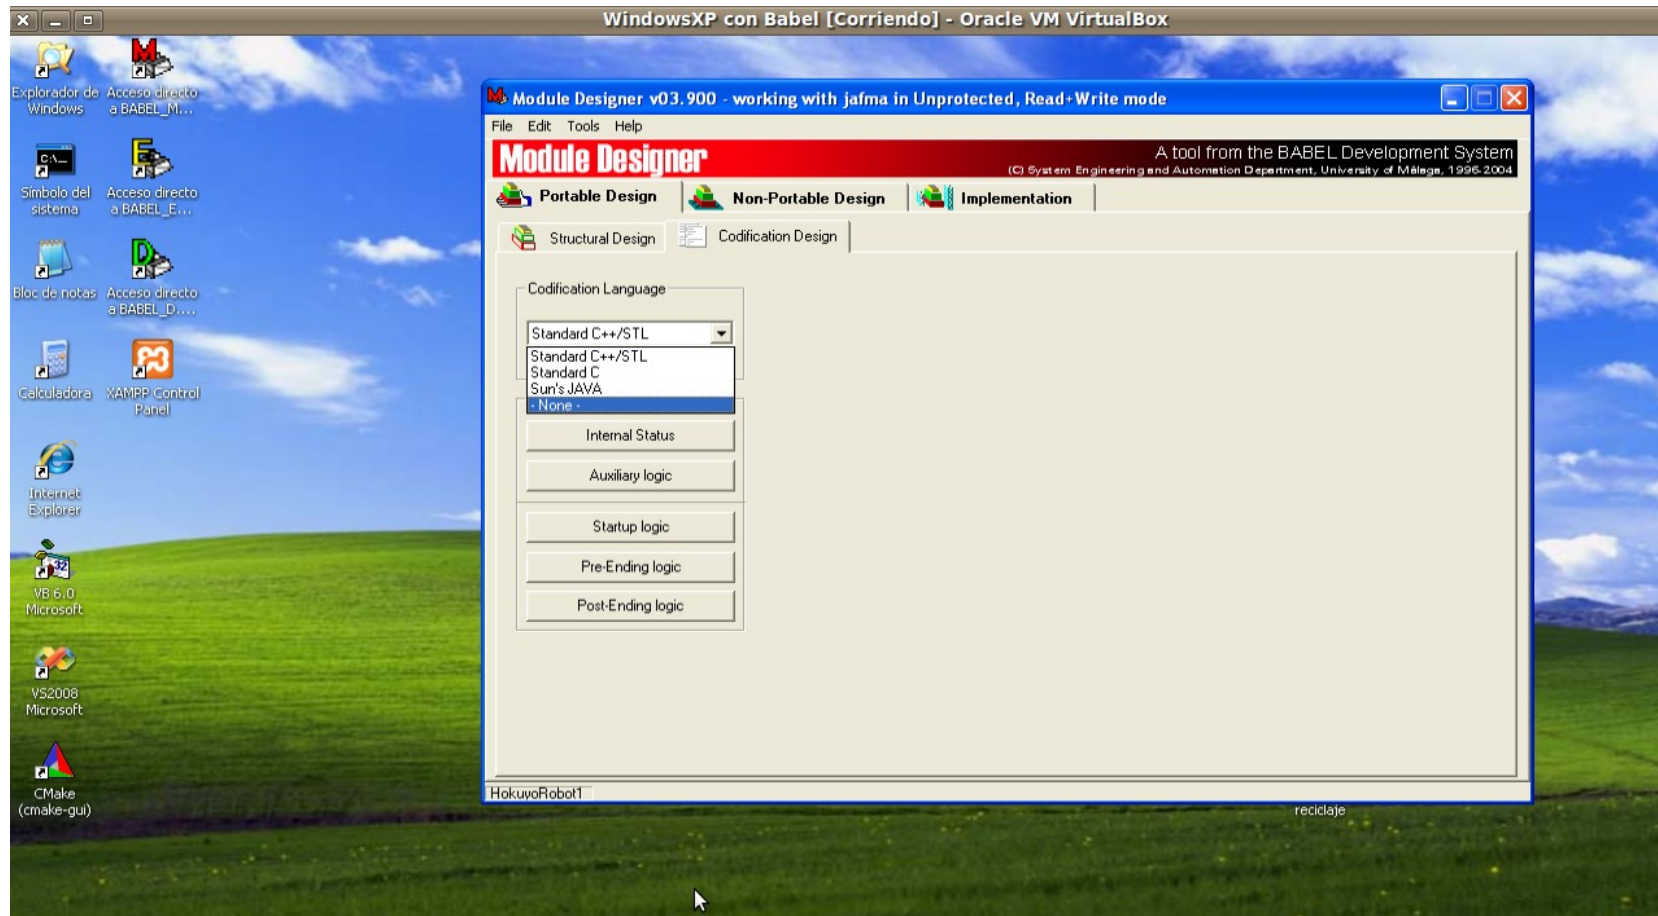 WindowsXP con Babel [Corriendo] - Oracle VM VirtualBox
Explorador de
Windows
Acceso directo
a BABEL_M...
Símbolo del
sistema
Acceso directo
a BABEL_E...
Bloc de notas
Acceso directo
a BABEL_D....
Calculadora
XAMPP Control
Panel
Internet
Explorer
VB 6.0
Microsoft
VS2008
Microsoft
CMake
(cmake-gui)
Module Designer v03.900 - working with jafma in Unprotected, Read+Write mode
File Edit Tools Help
Module Designer
A tool from the BABEL Development System
(C) System Engineering and Automation Department, University of Málaga, 1996-2004
Portable Design
Non-Portable Design
Implementation
Structural Design
Codification Design
Codification Language
Standard C++/STL
Standard C++/STL
Standard C
Sun's JAVA
- None -
Internal Status
Auxiliary logic
Startup logic
Pre-Ending logic
Post-Ending logic
HokuyoRobot1
reciclaje